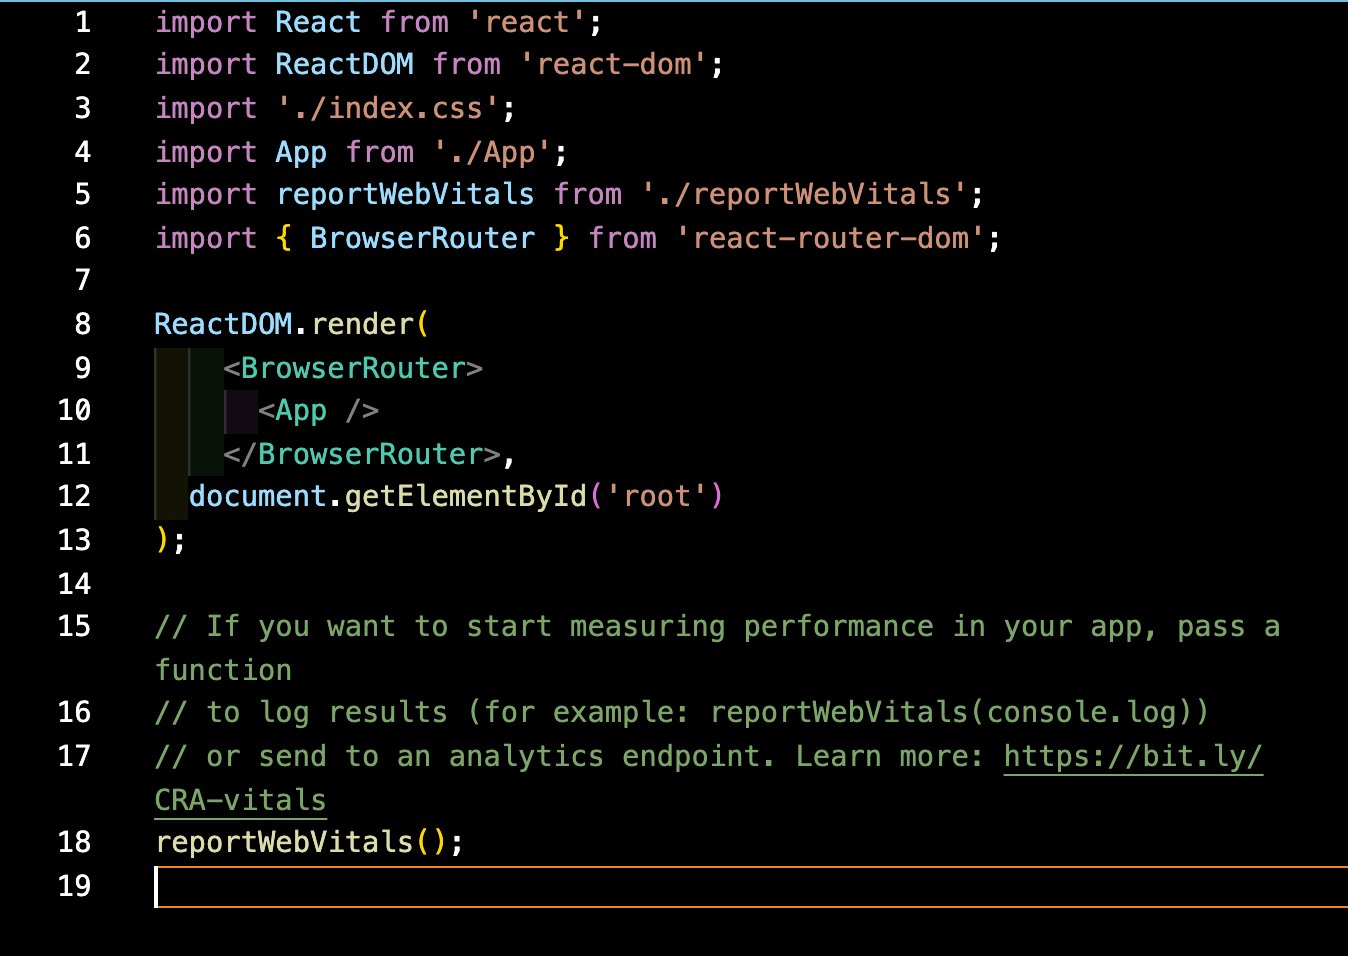 1 import React from 'react';
2 import ReactDOM from 'react-dom';
3 import './index.css';
4 import App from './App';
5 import reportWebVitals from './reportWebVitals';
6 import { BrowserRouter } from 'react-router-dom';
7
8 ReactDOM.render(
9     <BrowserRouter>
10       <App />
11     </BrowserRouter>,
12   document.getElementById('root')
13 );
14
15 // If you want to start measuring performance in your app, pass a
function
16 // to log results (for example: reportWebVitals(console.log))
17 // or send to an analytics endpoint. Learn more: https://bit.ly/
CRA-vitals
18 reportWebVitals();
19